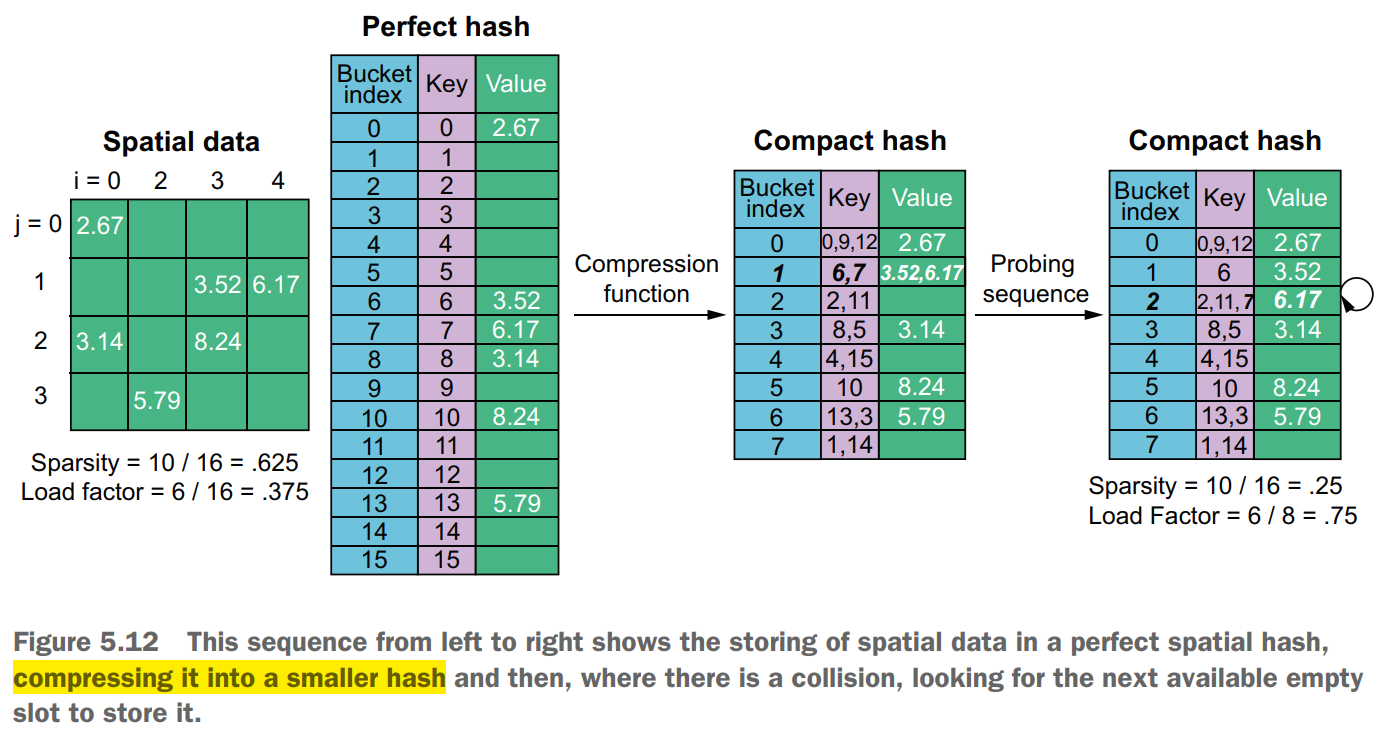 Perfect hash
Bucket index Key Value
0 0 2.67
1 1
2 2
3 3
4 4
5 5
6 6 3.52
7 7 6.17
8 8 3.14
9 9
10 10 8.24
11 11
12 12
13 13 5.79
14 14
15 15
Spatial data
i = 0 2 3 4
j = 0 2.67
1 3.52 6.17
2 3.14 8.24
3 5.79
Sparsity = 10 / 16 = .625
Load factor = 6 / 16 = .375
Compression
function
Compact hash
Bucket index Key Value
0 0,9,12 2.67
1 6,7 3.52,6.17
2 2,11
3 8,5 3.14
4 4,15
5 10 8.24
6 13,3 5.79
7 1,14
Probing
sequence
Compact hash
Bucket index Key Value
0 0,9,12 2.67
1 6 3.52
2 2,11,7 6.17
3 8,5 3.14
4 4,15
5 10 8.24
6 13,3 5.79
7 1,14
Sparsity = 10 / 16 = .25
Load Factor = 6 / 8 = .75
Figure 5.12 This sequence from left to right shows the storing of spatial data in a perfect spatial hash,
compressing it into a smaller hash and then, where there is a collision, looking for the next available empty
slot to store it.